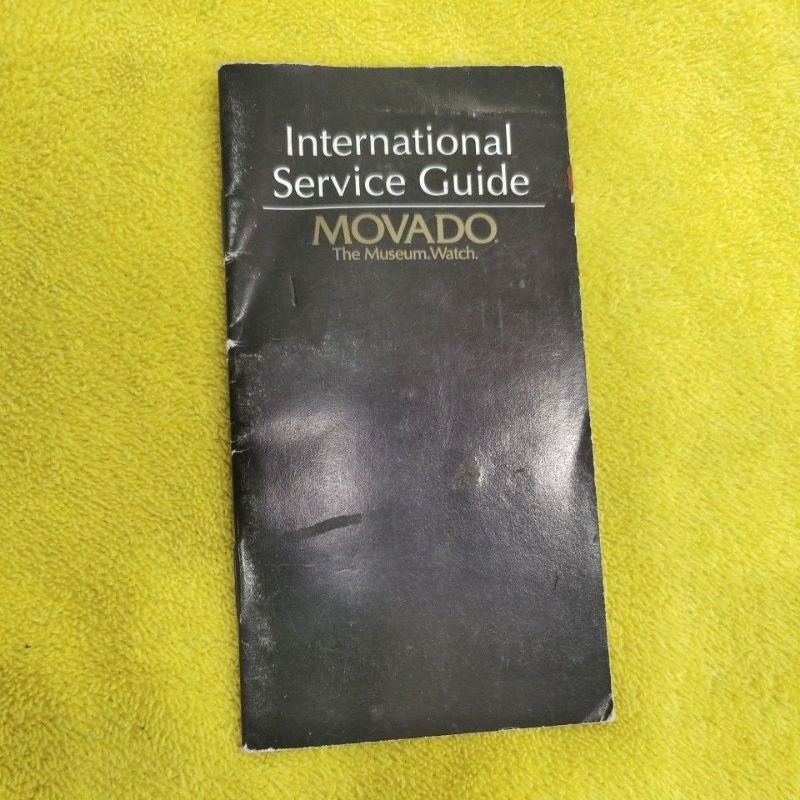 International
Service Guide
MOVADO®
The Museum.Watch.